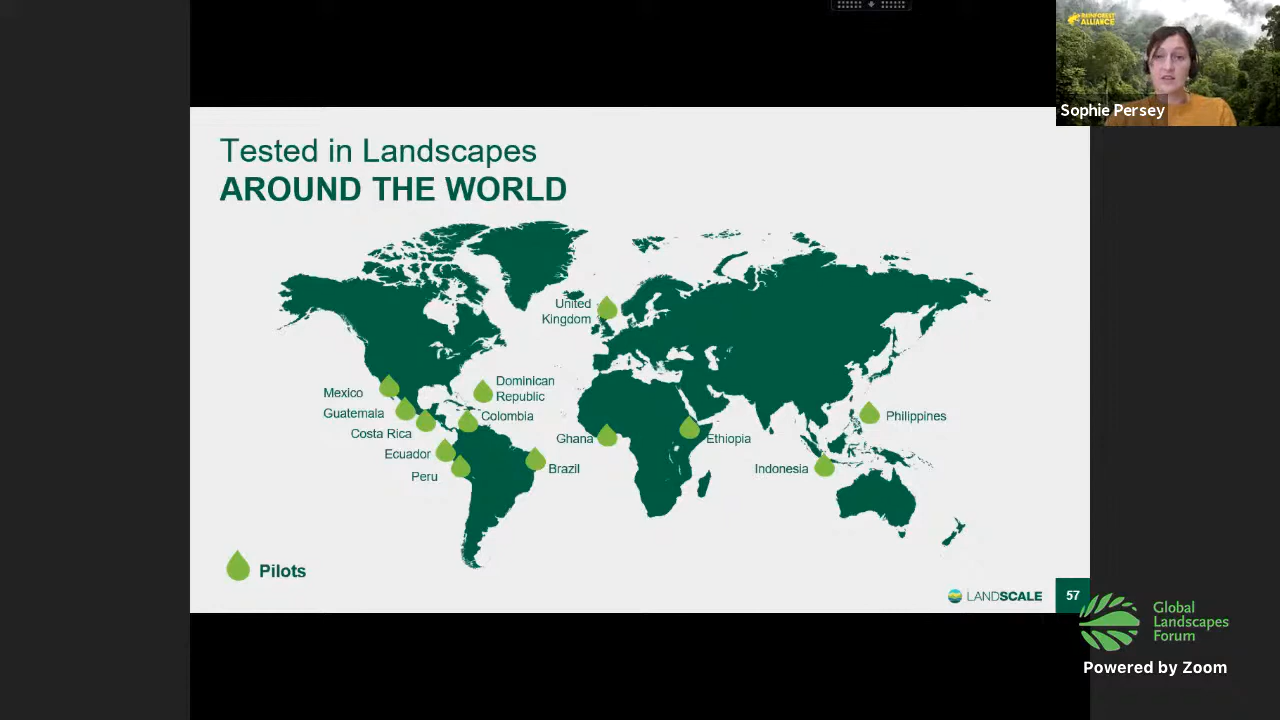 RAINFOREST
ALLIANCE
Sophie Persey
Tested in Landscapes
AROUND THE WORLD
United
Kingdom
Mexico
Dominican
Republic
Guatemala
Colombia
Philippines
Costa Rica
Ghana
Ethiopia
Ecuador
Brazil
Indonesia
Peru
Pilots
LANDSCALE
57
Global
Landscapes
Forum
Powered by Zoom